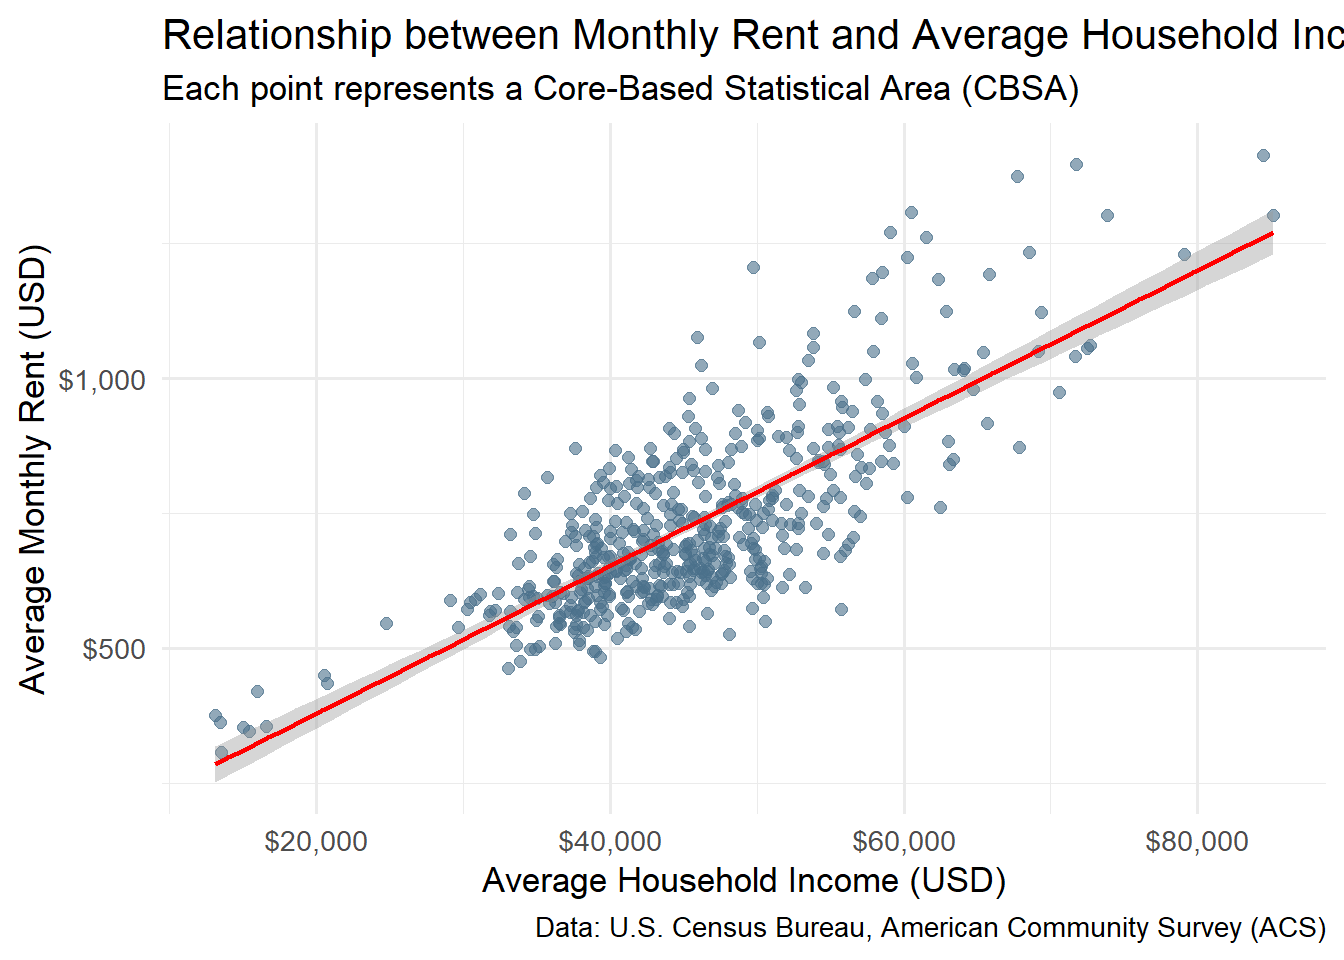 Relationship between Monthly Rent and Average Household Inc
Each point represents a Core-Based Statistical Area (CBSA)
Average Monthly Rent (USD)
$1,000
$500
$20,000 $40,000 $60,000 $80,000
Average Household Income (USD)
Data: U.S. Census Bureau, American Community Survey (ACS)